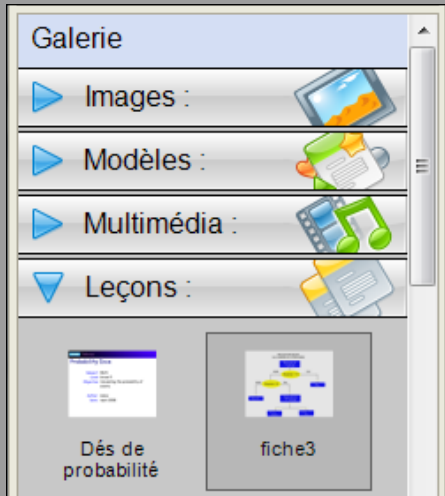 Galerie
Images :
Modèles :
Multimédia :
Leçons :
Dés de
probabilité
fiche3